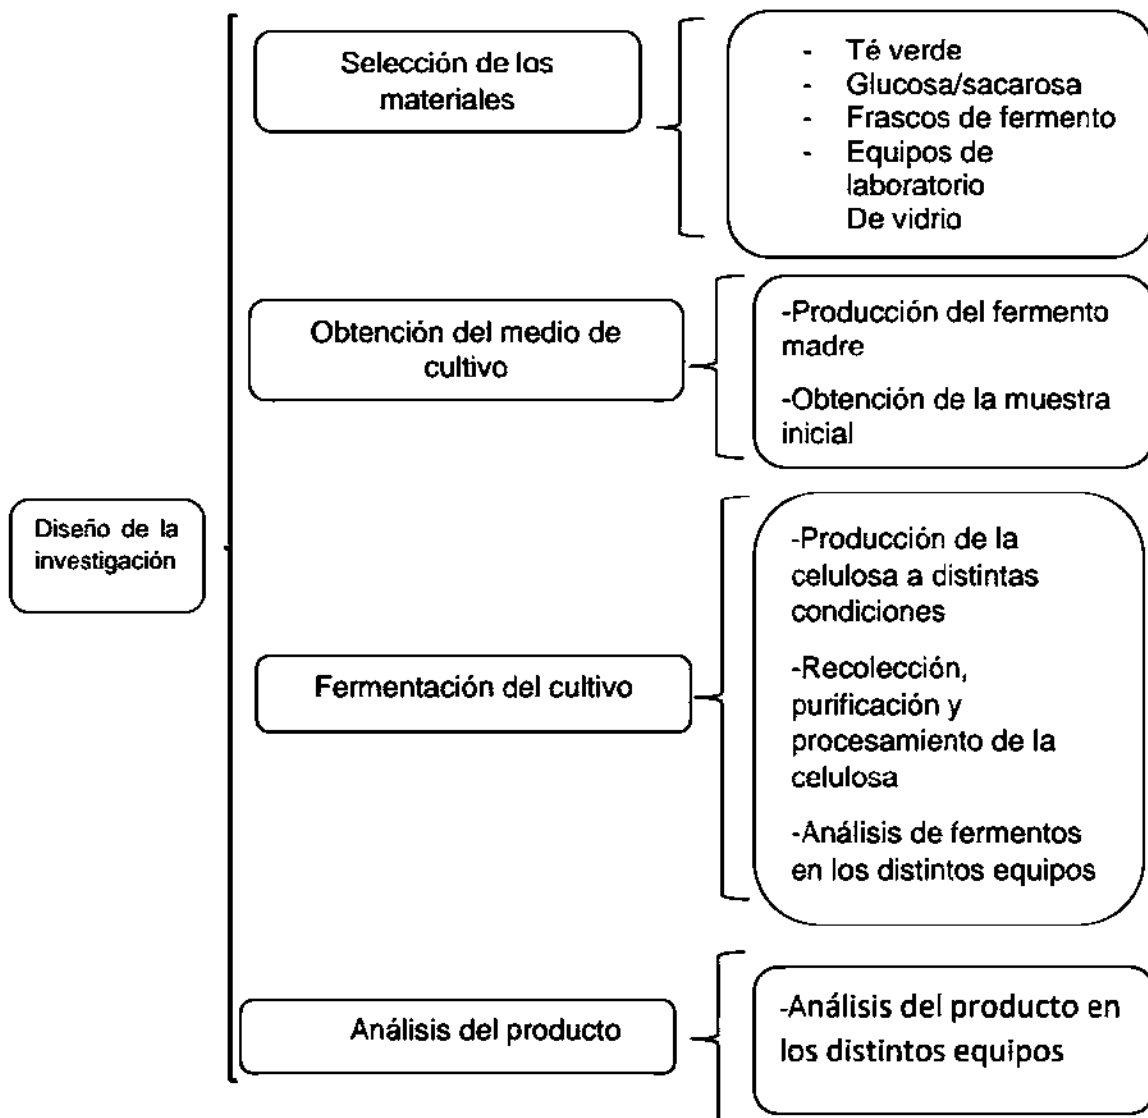 Diseño de la
investigación
Selección de los
materiales
- Té verde
- Glucosa/sacarosa
- Frascos de fermento
- Equipos de
laboratorio
De vidrio
Obtención del medio de
cultivo
-Producción del fermento
madre
-Obtención de la muestra
inicial
Fermentación del cultivo
-Producción de la
celulosa a distintas
condiciones
-Recolección,
purificación y
procesamiento de la
celulosa
-Análisis de fermentos
en los distintos equipos
Análisis del producto
-Análisis del producto en
los distintos equipos